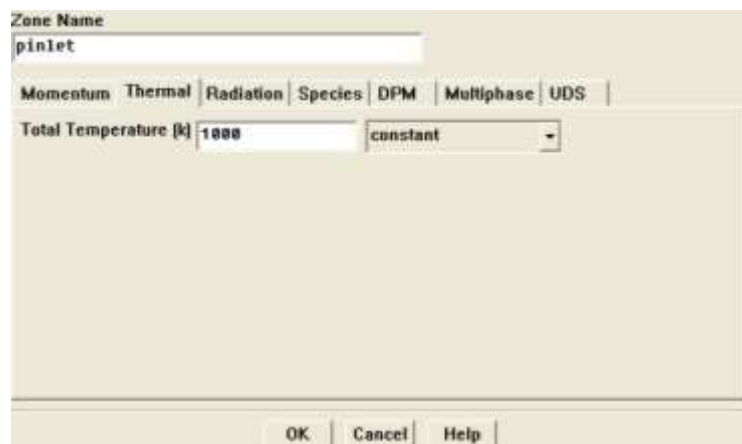 Zone Name
pinlet
Momentum Thermal Radiation Species DPM Multiphase UDS
Total Temperature (k) 1000 constant
OK Cancel Help